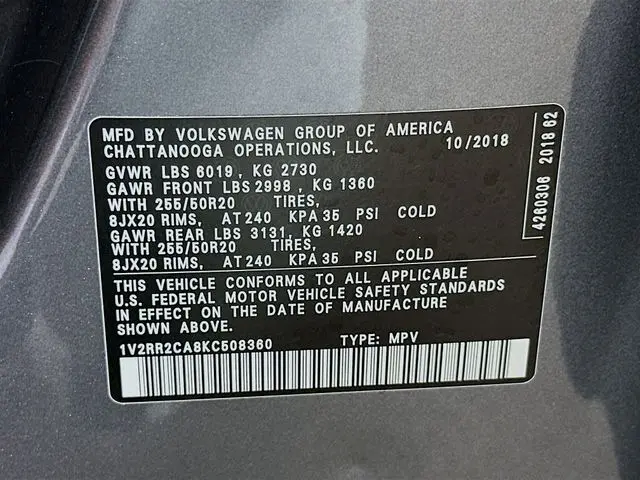 MFD BY VOLKSWAGEN GROUP OF AMERICA
CHATTANOOGA OPERATIONS, LLC. 10/2018
GVWR LBS 6019 , KG 2730
GAWR FRONT LBS 2998 , KG 1360
WITH 255/50R20 TIRES,
8JX20 RIMS, AT 240 KPA 35 PSI COLD
GAWR REAR LBS 3131, KG 1420
WITH 255/50R20 TIRES,
8JX20 RIMS, AT 240 KPA 35 PSI COLD
THIS VEHICLE CONFORMS TO ALL APPLICABLE
U.S. FEDERAL MOTOR VEHICLE SAFETY STANDARDS
IN EFFECT ON THE DATE OF MANUFACTURE
SHOWN ABOVE.
1V2RR2CA8KC508360 TYPE: MPV
4260306 2018 62